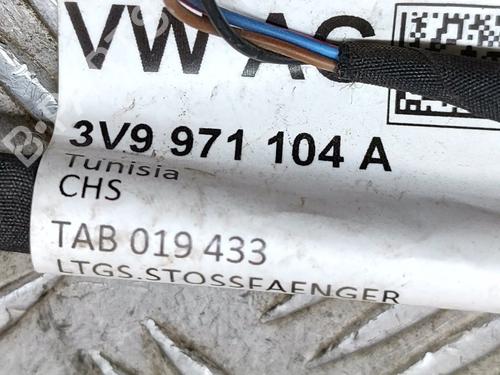 VW AG
3V9 971 104 A
Tunisia
CHS
TAB 019 433
LTGS.STOSSFAENGER